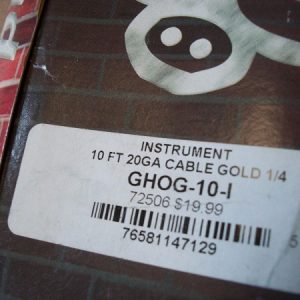 INSTRUMENT
10 FT 20GA CABLE GOLD 1/4
GHOG-10-I
72506 $19.99
76581147129